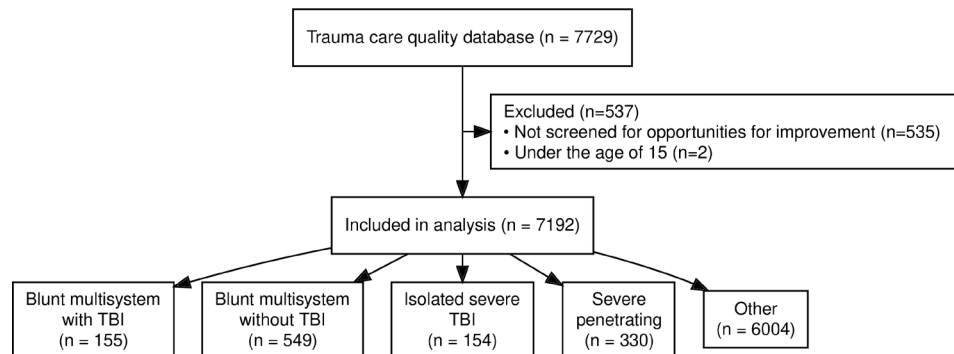 Trauma care quality database (n = 7729)
Excluded (n=537)
• Not screened for opportunities for improvement (n=535)
• Under the age of 15 (n=2)
Included in analysis (n = 7192)
Blunt multisystem
with TBI
(n = 155)
Blunt multisystem
without TBI
(n = 549)
Isolated severe
TBI
(n = 154)
Severe
penetrating
(n = 330)
Other
(n = 6004)